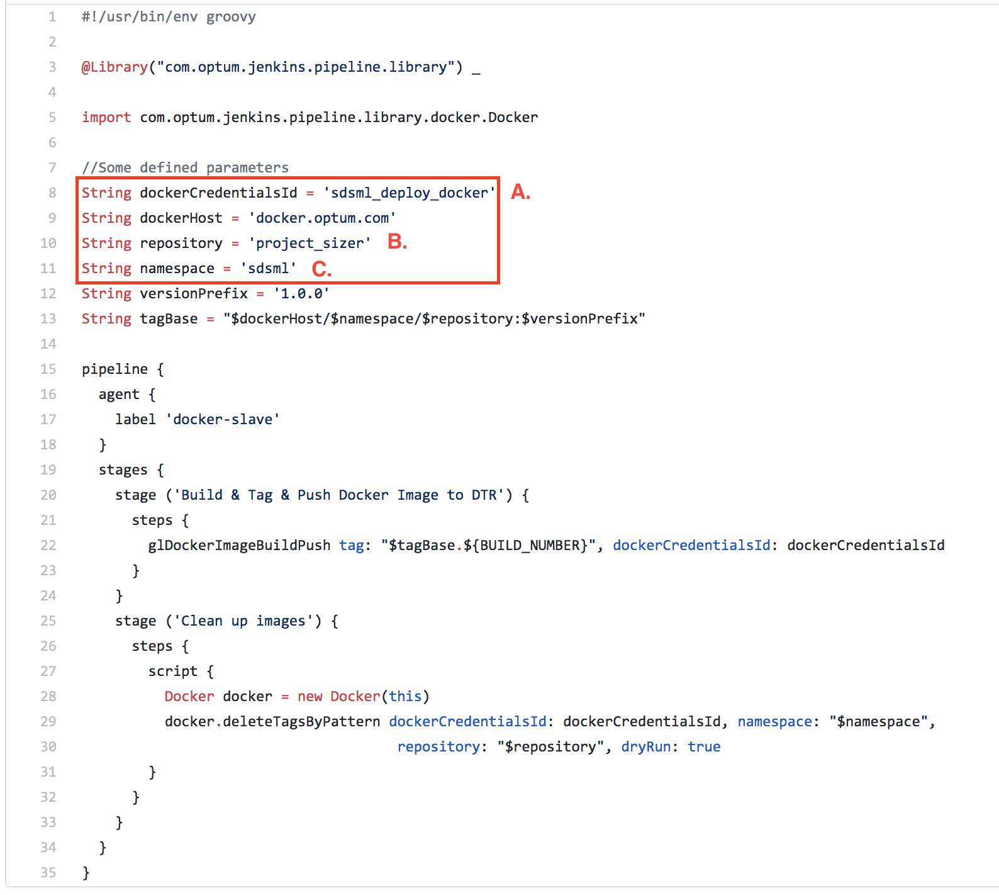 1 #!/usr/bin/env groovy
2
3 @Library("com.optum.jenkins.pipeline.library") _
4
5 import com.optum.jenkins.pipeline.library.docker.Docker
6
7 //Some defined parameters
8 String dockerCredentialsId = 'sdsml_deploy_docker' A.
9 String dockerHost = 'docker.optum.com'
10 String repository = 'project_sizer' B.
11 String namespace = 'sdsml' C.
12 String versionPrefix = '1.0.0'
13 String tagBase = "$dockerHost/$namespace/$repository:$versionPrefix"
14
15 pipeline {
16   agent {
17     label 'docker-slave'
18   }
19   stages {
20     stage ('Build & Tag & Push Docker Image to DTR') {
21       steps {
22         glDockerImageBuildPush tag: "$tagBase.${BUILD_NUMBER}", dockerCredentialsId: dockerCredentialsId
23       }
24     }
25     stage ('Clean up images') {
26       steps {
27         script {
28           Docker docker = new Docker(this)
29           docker.deleteTagsByPattern dockerCredentialsId: dockerCredentialsId, namespace: "$namespace",
30                                       repository: "$repository", dryRun: true
31         }
32       }
33     }
34   }
35 }